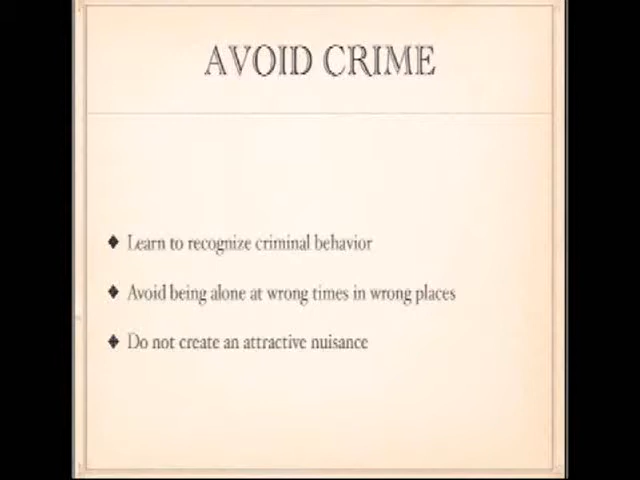 AVOID CRIME
Learn to recognize criminal behavior
Avoid being alone at wrong times in wrong places
Do not create an attractive nuisance